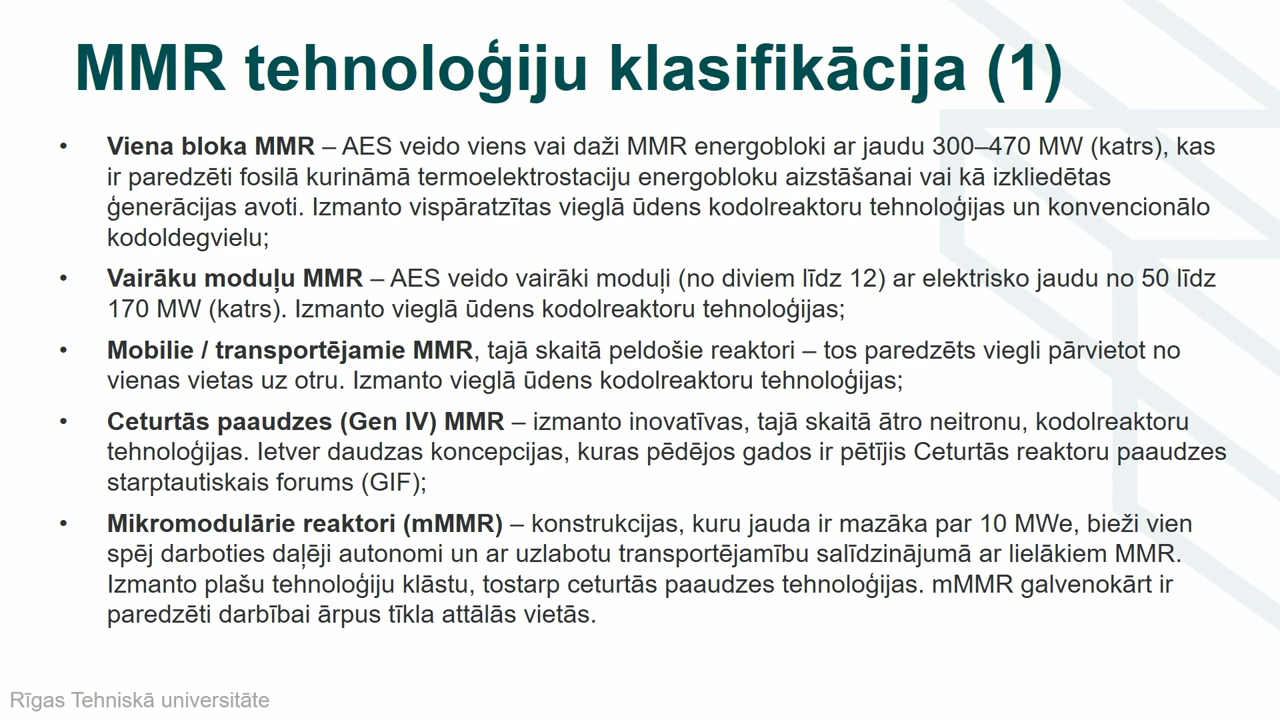 MMR tehnoloģiju klasifikācija (1)
• Viena bloka MMR – AES veido viens vai daži MMR energobloki ar jaudu 300–470 MW (katrs), kas
ir paredzēti fosilā kurināmā termoelektrostaciju energobloku aizstāšanai vai kā izkliedētas
ģenerācijas avoti. Izmanto vispāratzītas vieglā ūdens kodolreaktoru tehnoloģijas un konvencionālo
kodoldegvielu;
• Vairāku moduļu MMR – AES veido vairāki moduļi (no diviem līdz 12) ar elektrisko jaudu no 50 līdz
170 MW (katrs). Izmanto vieglā ūdens kodolreaktoru tehnoloģijas;
• Mobilie / transportējamie MMR, tajā skaitā peldošie reaktori – tos paredzēts viegli pārvietot no
vienas vietas uz otru. Izmanto vieglā ūdens kodolreaktoru tehnoloģijas;
• Ceturtās paaudzes (Gen IV) MMR – izmanto inovatīvas, tajā skaitā ātro neitronu, kodolreaktoru
tehnoloģijas. Ietver daudzas koncepcijas, kuras pēdējos gados ir pētījis Ceturtās reaktoru paaudzes
starptautiskais forums (GIF);
• Mikromodulārie reaktori (mMMR) – konstrukcijas, kuru jauda ir mazāka par 10 MWe, bieži vien
spēj darboties daļēji autonomi un ar uzlabotu transportējamību salīdzinājumā ar lielākiem MMR.
Izmanto plašu tehnoloģiju klāstu, tostarp ceturtās paaudzes tehnoloģijas. mMMR galvenokārt ir
paredzēti darbībai ārpus tīkla attālās vietās.
Rīgas Tehniskā universitāte